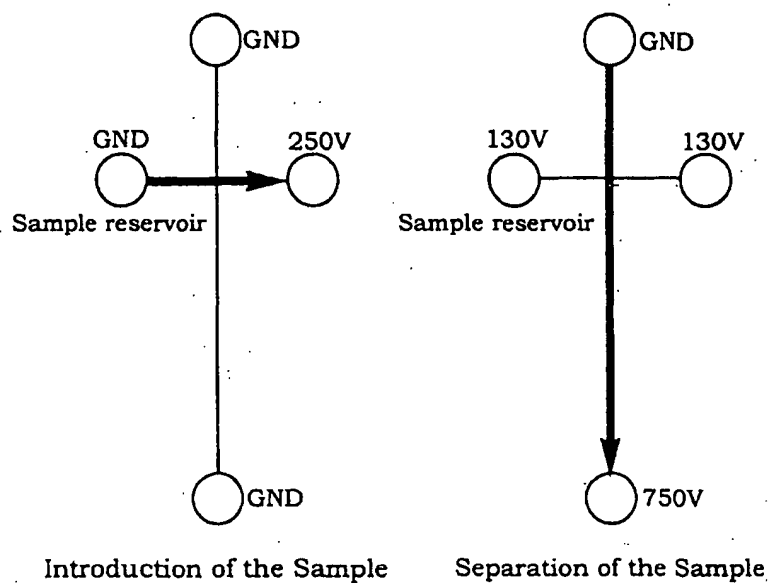 GND
GND
250V
Sample reservoir
GND
Introduction of the Sample
GND
130V
130V
Sample reservoir
750V
Separation of the Sample